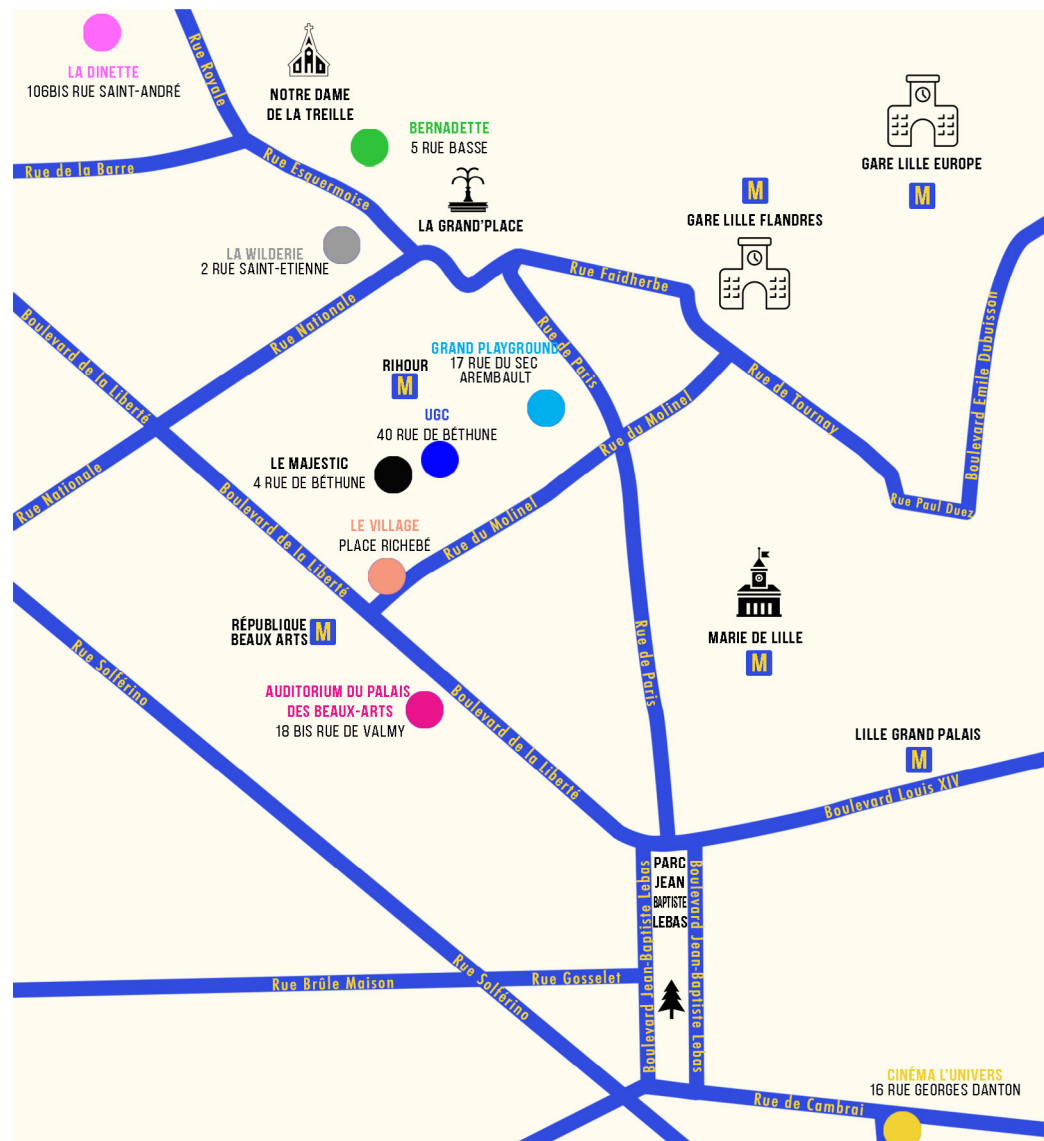 LA DINETTE
106BIS RUE SAINT-ANDRÉ
Rue Royale
NOTRE DAME
DE LA TREILLE
BERNADETTE
5 RUE BASSE
GARE LILLE EUROPE
M
Rue de la Barre
Rue Esquermoise
M
GARE LILLE FLANDRES
LA GRAND'PLACE
LA WILDERIE
2 RUE SAINT-ETIENNE
Rue Faidherbe
Rue Nationale
Boulevard de la Liberté
Rue de Paris
GRAND PLAYGROUND
17 RUE DU SEC
AREMBAULT
RIHOUR
M
Boulevard Emile Dubuisson
Rue de Tournay
Rue du Molinel
UGC
40 RUE DE BÉTHUNE
LE MAJESTIC
4 RUE DE BÉTHUNE
Rue Nationale
Boulevard de la Liberté
Rue Paul Duez
LE VILLAGE
PLACE RICHEBÉ
Rue du Molinel
RÉPUBLIQUE
BEAUX ARTS
M
MARIE DE LILLE
M
Rue Solférino
Rue de Paris
AUDITORIUM DU PALAIS
DES BEAUX-ARTS
18 BIS RUE DE VALMY
Boulevard de la Liberté
LILLE GRAND PALAIS
M
Boulevard Louis XIV
PARC
JEAN
BAPTISTE
LEBAS
Boulevard Jean-Baptiste Lebas
Boulevard Jean-Baptiste Lebas
Rue Brûle Maison
Rue Solférino
Rue Gosselet
CINÉMA L'UNIVERS
16 RUE GEORGES DANTON
Rue de Cambrai